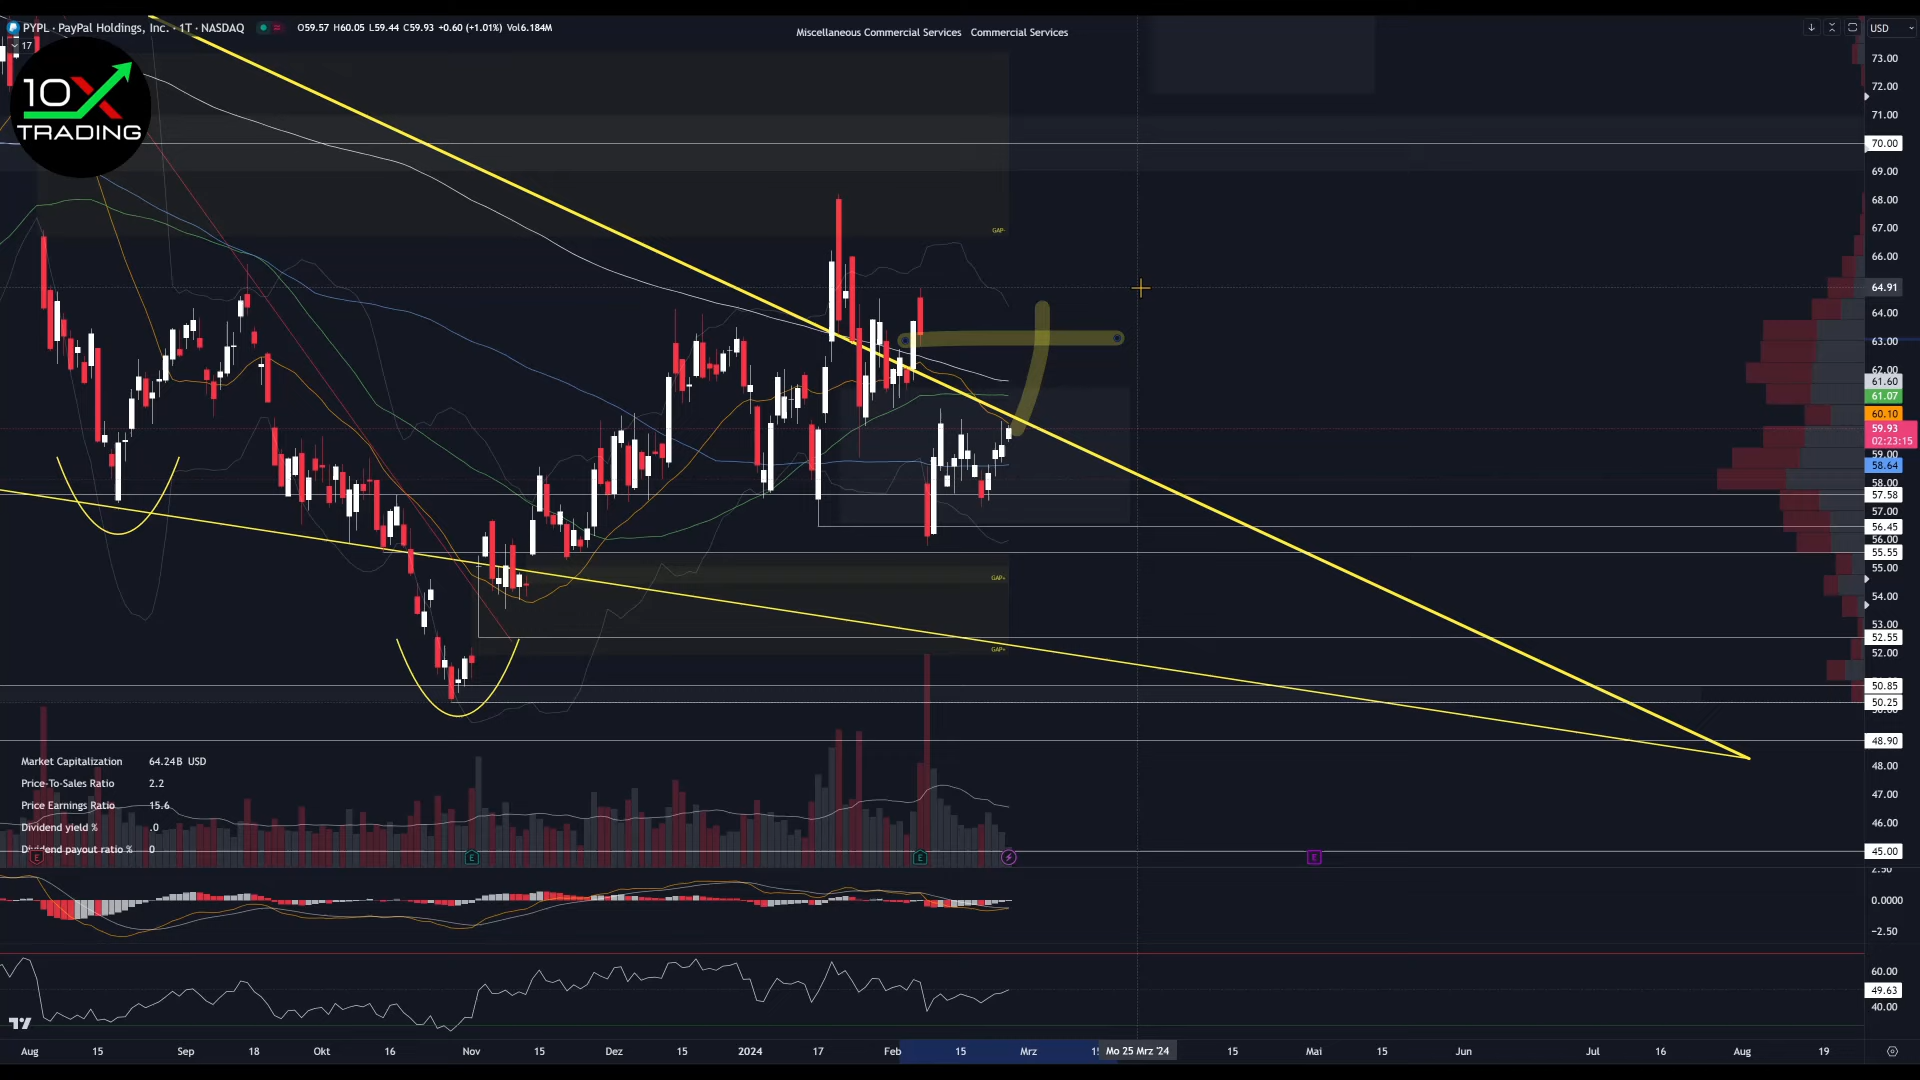 PYPL · PayPal Holdings, Inc. · 1T · NASDAQ O59.57 H60.05 L59.44 C59.93 +0.60 (+1.01%) Vol6.184M
17
Miscellaneous Commercial Services Commercial Services
USD
10X
TRADING
73.00
72.00
71.00
70.00
69.00
68.00
67.00
66.00
64.91
64.00
63.00
62.00
61.60
61.07
60.10
59.93
02:23:15
59.00
58.64
58.00
57.58
57.00
56.45
56.00
55.55
55.00
54.00
53.00
52.55
52.00
50.85
50.25
48.90
48.00
47.00
46.00
45.00
GAP-
GAP+
GAP+
Market Capitalization 64.24B USD
Price-To-Sales Ratio 2.2
Price Earnings Ratio 15.6
Dividend yield % .0
Dividend payout ratio % 0
E
E
E
E
2.50
0.0000
−2.50
60.00
49.63
40.00
Aug 15 Sep 18 Okt 16 Nov 15 Dez 15 2024 17 Feb 15 Mrz Mo 25 Mrz '24 15 Mai 15 Jun Jul 16 Aug 19